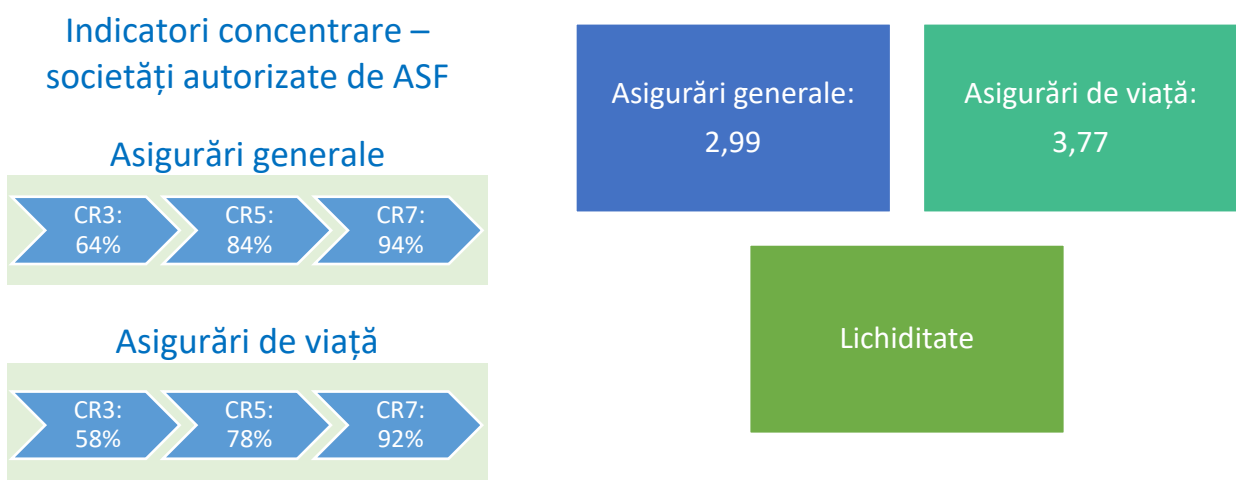 Indicatori concentrare –
societăți autorizate de ASF
Asigurări generale
CR3:
64%
CR5:
84%
CR7:
94%
Asigurări de viață
CR3:
58%
CR5:
78%
CR7:
92%
Asigurări generale:
2,99
Asigurări de viață:
3,77
Lichiditate